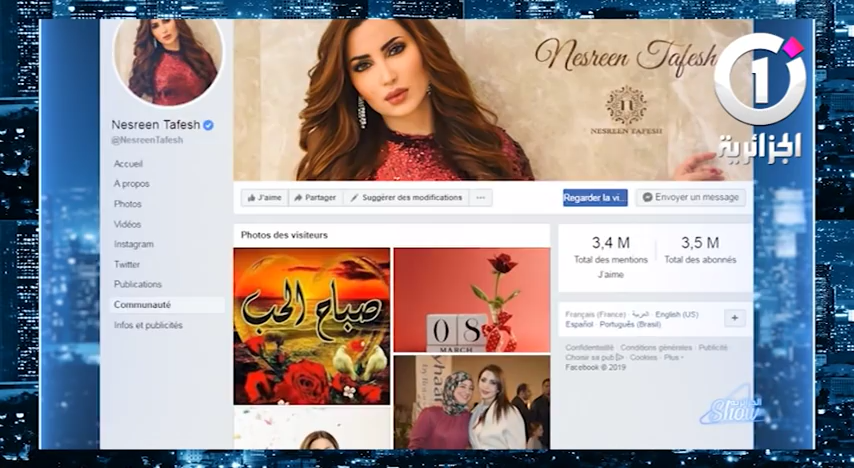 Nesreen Tafesh
1
الجزائرية
N
NESREEN TAFESH
Nesreen Tafesh
@NesreenTafesh
Accueil
A propos
Photos
Vidéos
Instagram
Twitter
Publications
Communauté
Infos et publicités
J'aime
Partager
Suggérer des modifications
...
Regarder la vi...
Envoyer un message
Photos des visiteurs
صباح الحب
08
MARCH
3,4 M
Total des mentions
J'aime
3,5 M
Total des abonnés
Français (France) · العربية · English (US)
Español · Português (Brasil)
+
Confidentialité · Conditions générales · Publicité
Choisir sa pub · Cookies · Plus
Facebook © 2019
الجزائرية
Show